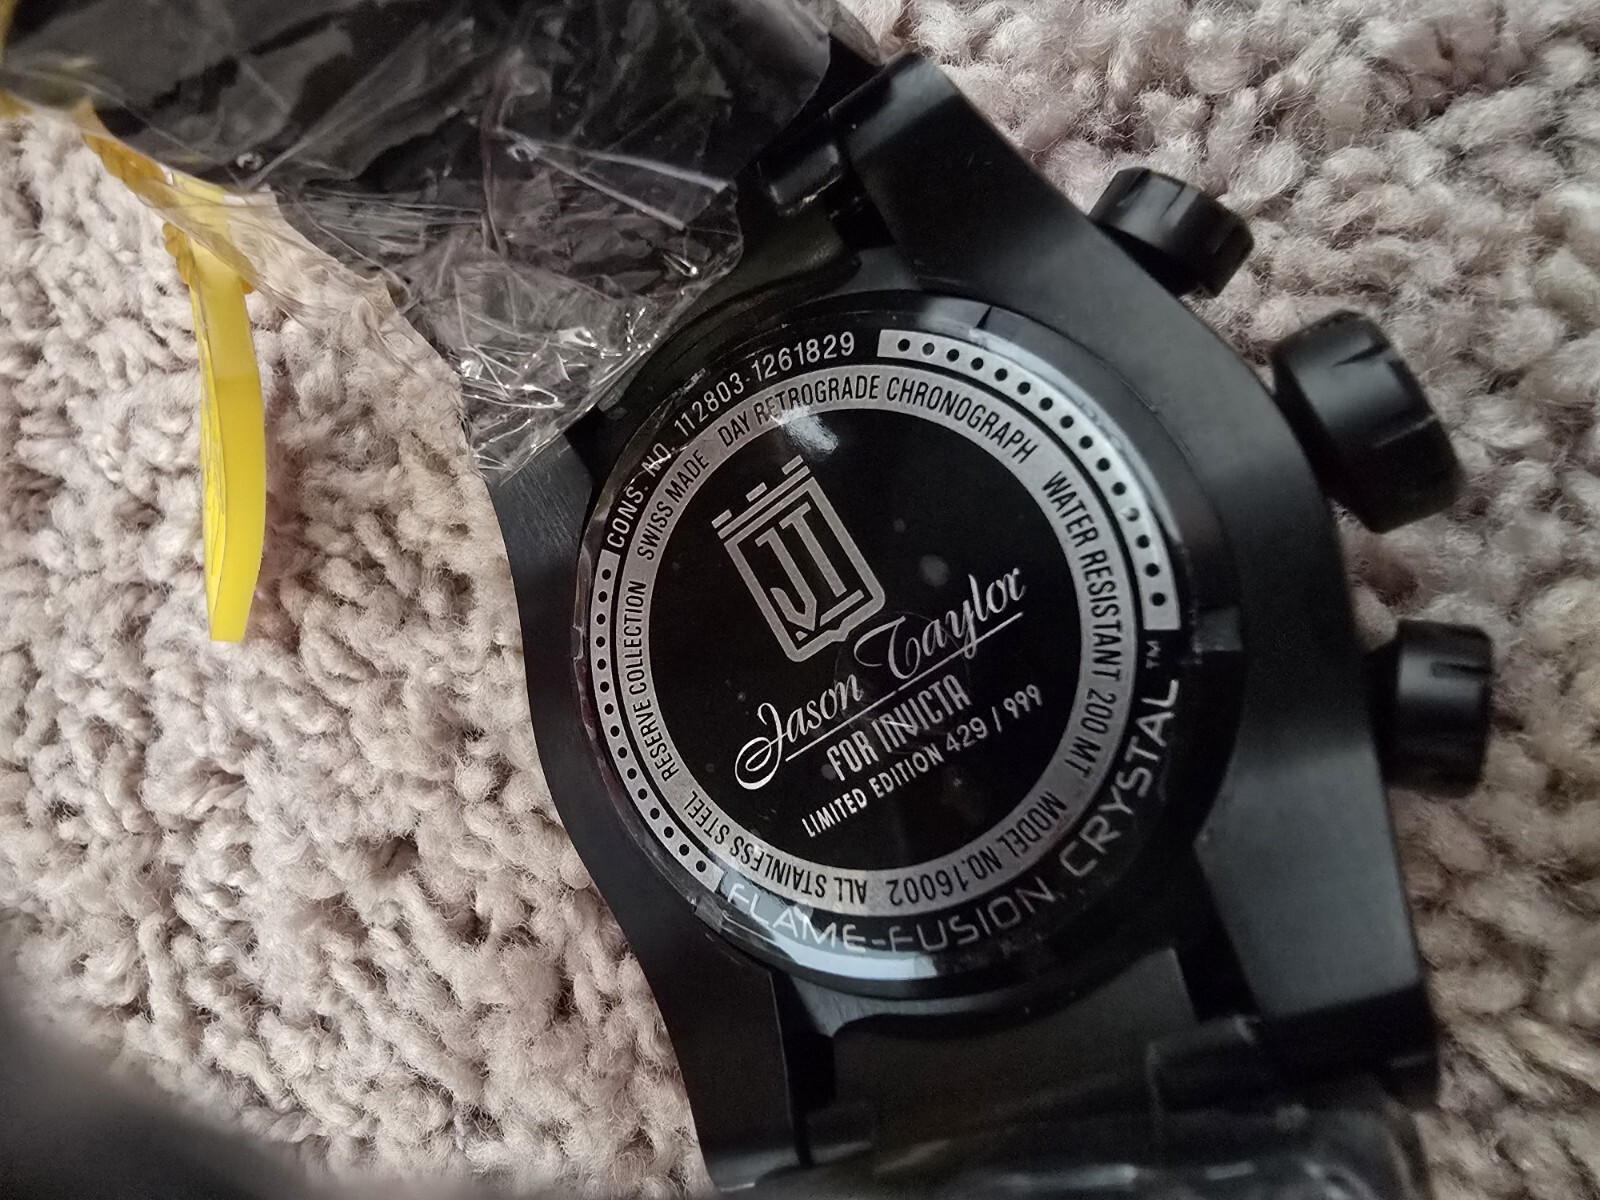 CONS. NO. 112803-1261829
SWISS MADE DAY RETROGRADE CHRONOGRAPH WATER RESISTANT 200 MT MODEL NO. 16002 ALL STAINLESS STEEL RESERVE COLLECTION
JT
Jason Taylor
FOR INVICTA
LIMITED EDITION 429 / 999
FLAME-FUSION CRYSTAL™